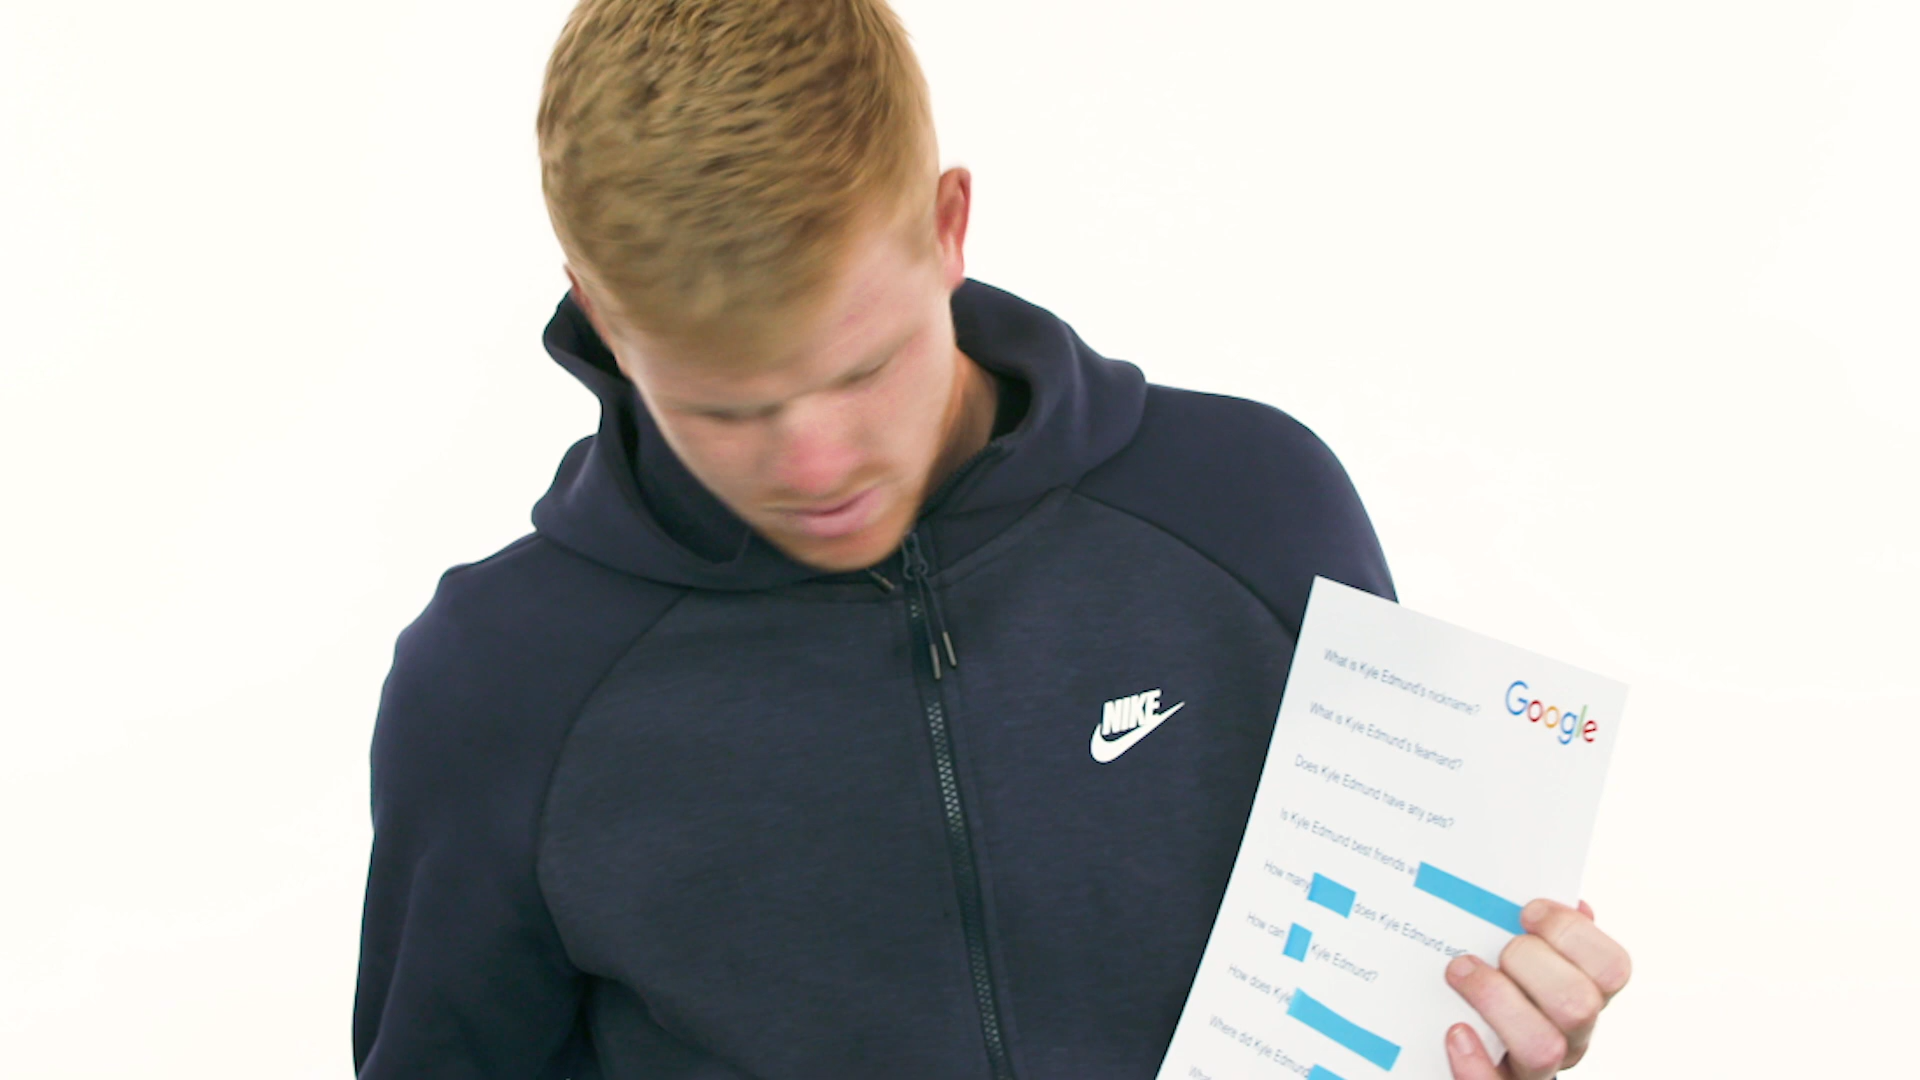 NIKE
Google
What is Kyle Edmund's nickname?
What is Kyle Edmund's fearhand?
Does Kyle Edmund have any pets?
Is Kyle Edmund best friends w
How many does Kyle Edmund eat?
How can Kyle Edmund?
How does Kyle
Where did Kyle Edmund
What